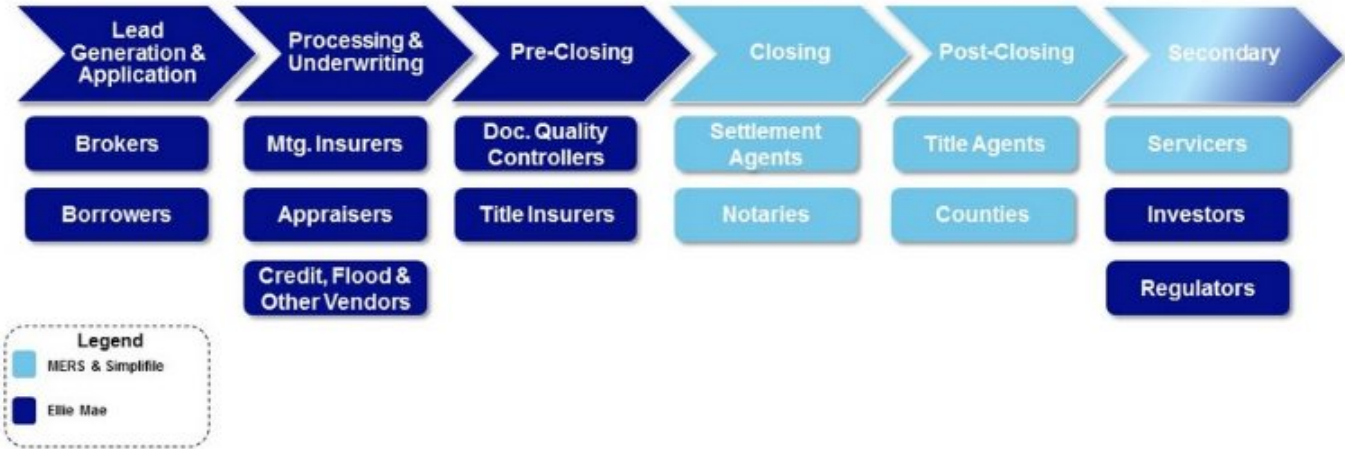 Lead
Generation &
Application
Processing &
Underwriting
Pre-Closing
Closing
Post-Closing
Secondary
Brokers
Mtg. Insurers
Doc. Quality
Controllers
Settlement
Agents
Title Agents
Servicers
Borrowers
Appraisers
Title Insurers
Notaries
Counties
Investors
Credit, Flood &
Other Vendors
Regulators
Legend
MERS & Simplifile
Ellie Mae